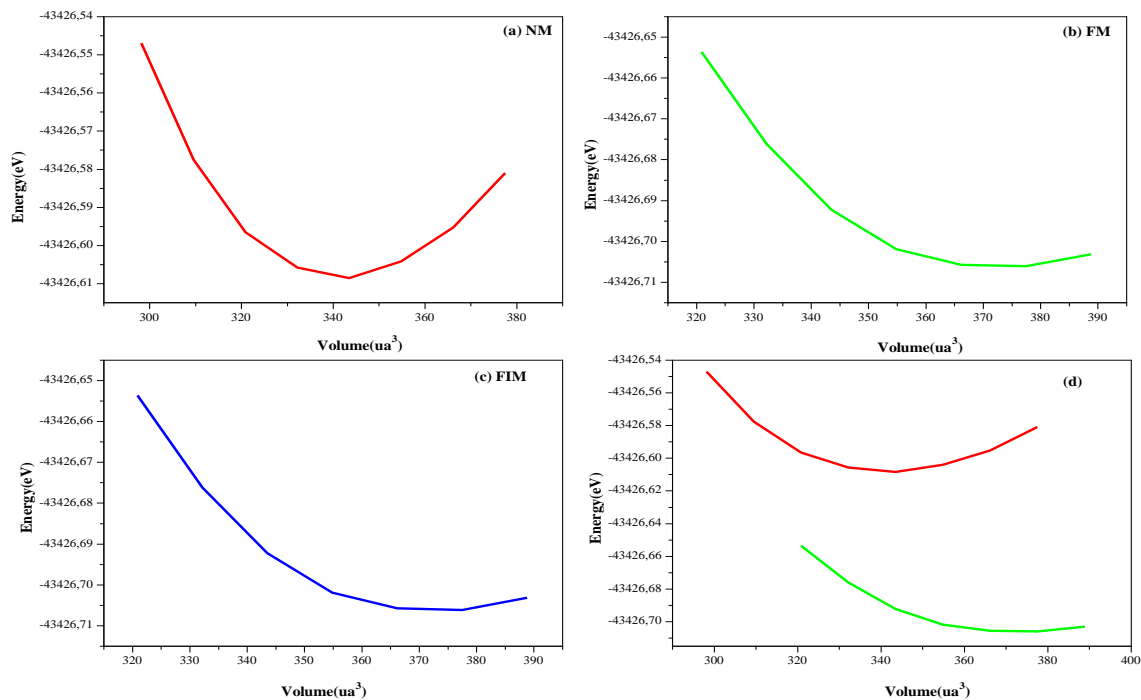 (a) NM
-43426,54
-43426,55
-43426,56
-43426,57
-43426,58
-43426,59
-43426,60
-43426,61
Energy(eV)
300 320 340 360 380
Volume(ua³)
(b) FM
-43426,65
-43426,66
-43426,67
-43426,68
-43426,69
-43426,70
-43426,71
Energy(eV)
320 330 340 350 360 370 380 390
Volume(ua³)
(c) FIM
-43426,65
-43426,66
-43426,67
-43426,68
-43426,69
-43426,70
-43426,71
Energy(eV)
320 330 340 350 360 370 380 390
Volume(ua³)
(d)
-43426,54
-43426,56
-43426,58
-43426,60
-43426,62
-43426,64
-43426,66
-43426,68
-43426,70
Energy(eV)
300 320 340 360 380 400
Volume(ua³)